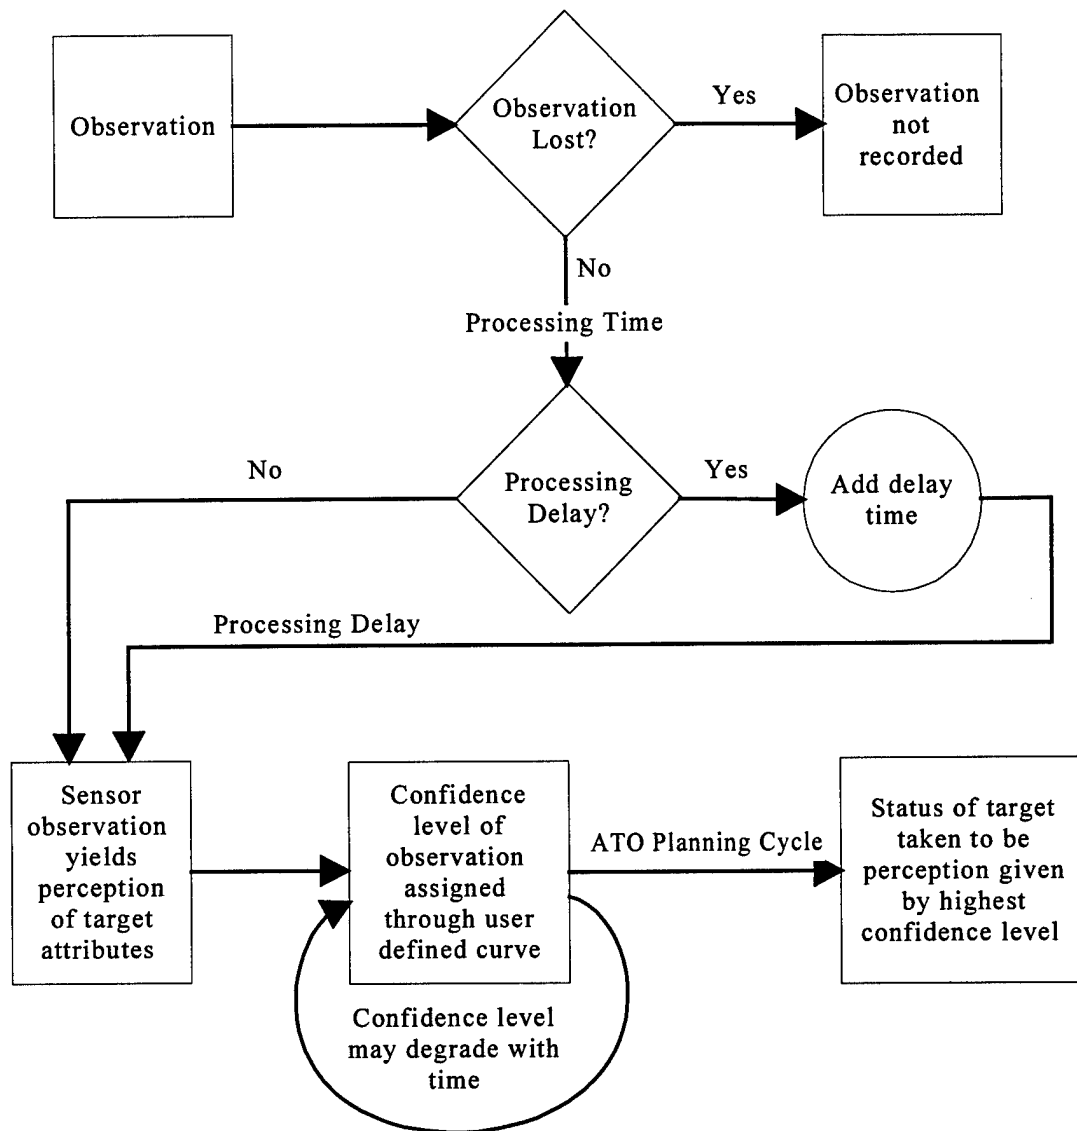 Observation
Observation
Lost?
Yes
Observation
not
recorded
No
Processing Time
No
Processing
Delay?
Yes
Add delay
time
Processing Delay
Sensor
observation
yields
perception
of target
attributes
Confidence
level of
observation
assigned
through user
defined curve
ATO Planning Cycle
Status of target
taken to be
perception given
by highest
confidence level
Confidence level
may degrade with
time